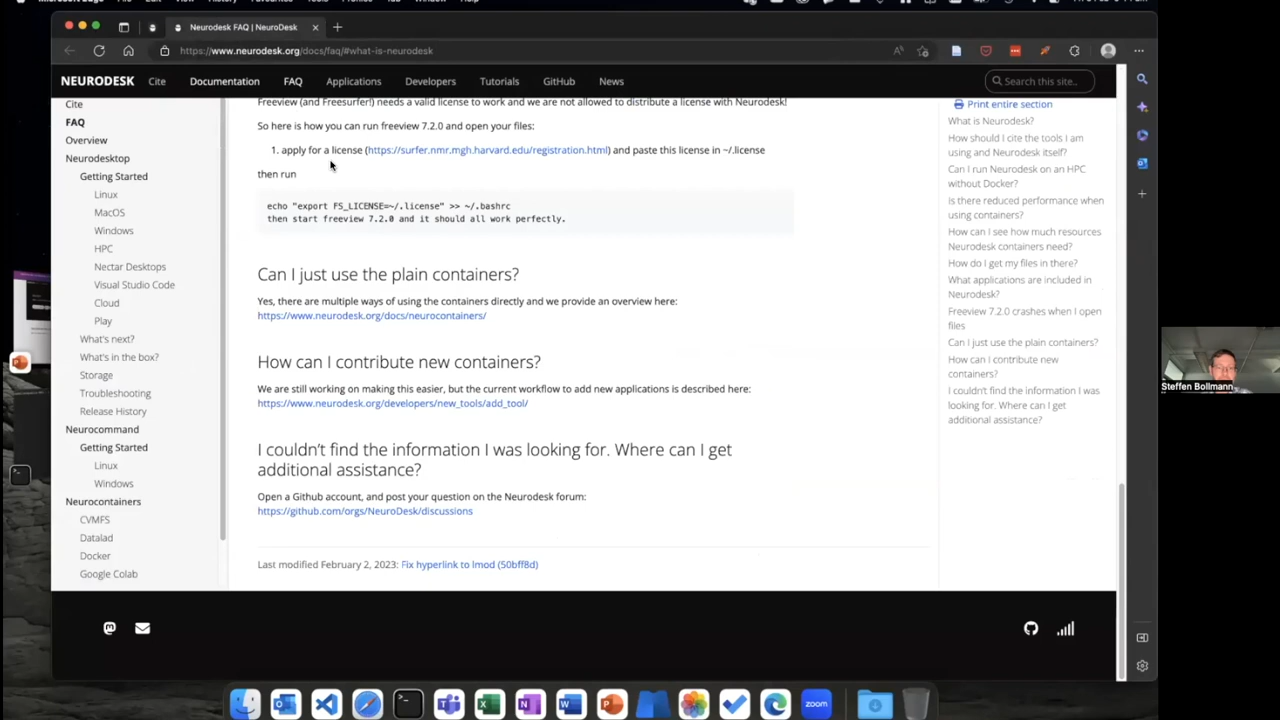 Neurodesk FAQ | NeuroDesk
https://www.neurodesk.org/docs/faq/#what-is-neurodesk
NEURODESK
Cite
Documentation
FAQ
Applications
Developers
Tutorials
GitHub
News
Search this site…
Cite
FAQ
Overview
Neurodesktop
Getting Started
Linux
MacOS
Windows
HPC
Nectar Desktops
Visual Studio Code
Cloud
Play
What's next?
What's in the box?
Storage
Troubleshooting
Release History
Neurocommand
Getting Started
Linux
Windows
Neurocontainers
CVMFS
Datalad
Docker
Google Colab
Freeview (and Freesurfer!) needs a valid license to work and we are not allowed to distribute a license with Neurodesk!
So here is how you can run freeview 7.2.0 and open your files:
1. apply for a license (https://surfer.nmr.mgh.harvard.edu/registration.html) and paste this license in ~/.license
then run
echo "export FS_LICENSE=~/.license" >> ~/.bashrc
then start freeview 7.2.0 and it should all work perfectly.
Can I just use the plain containers?
Yes, there are multiple ways of using the containers directly and we provide an overview here:
https://www.neurodesk.org/docs/neurocontainers/
How can I contribute new containers?
We are still working on making this easier, but the current workflow to add new applications is described here:
https://www.neurodesk.org/developers/new_tools/add_tool/
I couldn't find the information I was looking for. Where can I get
additional assistance?
Open a Github account, and post your question on the Neurodesk forum:
https://github.com/orgs/NeuroDesk/discussions
Last modified February 2, 2023: Fix hyperlink to lmod (50bff8d)
Print entire section
What is Neurodesk?
How should I cite the tools I am
using and Neurodesk itself?
Can I run Neurodesk on an HPC
without Docker?
Is there reduced performance when
using containers?
How can I see how much resources
Neurodesk containers need?
How do I get my files in there?
What applications are included in
Neurodesk?
Freeview 7.2.0 crashes when I open
files
Can I just use the plain containers?
How can I contribute new
containers?
I couldn't find the information I was
looking for. Where can I get
additional assistance?
Steffen Bollmann
zoom